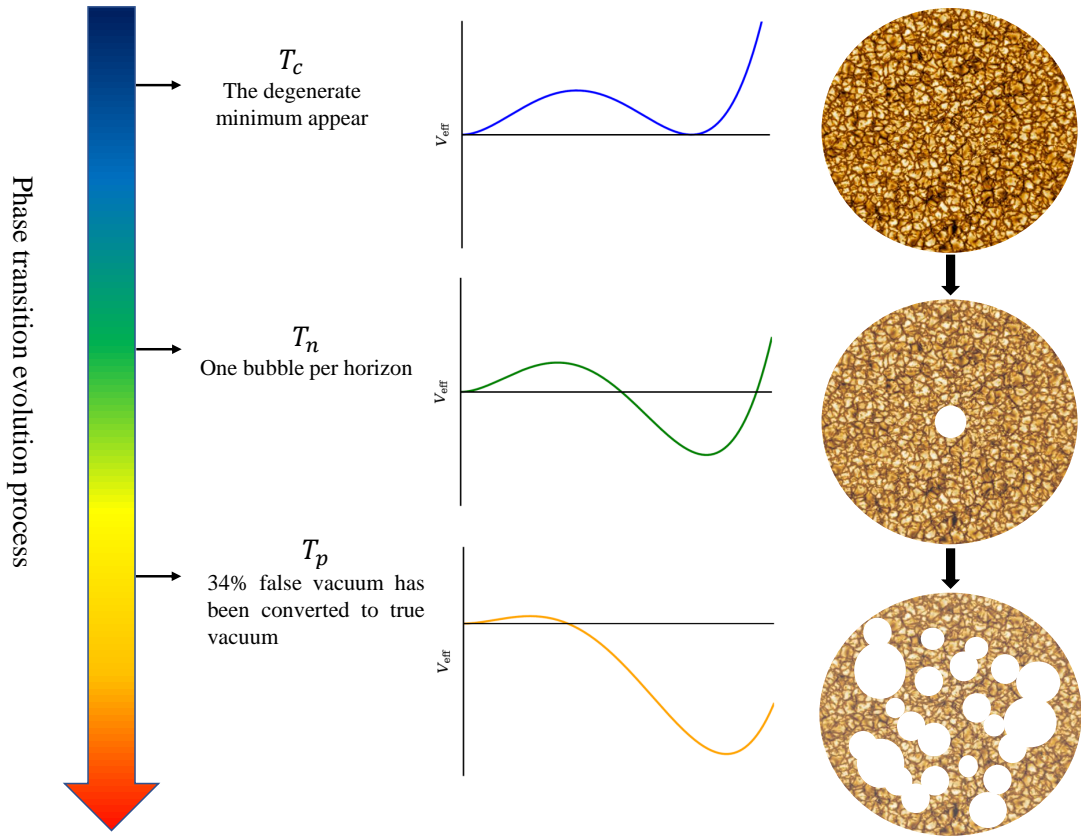 Phase transition evolution process
T_c
The degenerate
minimum appear
V_eff
T_n
One bubble per horizon
V_eff
T_p
34% false vacuum has
been converted to true
vacuum
V_eff